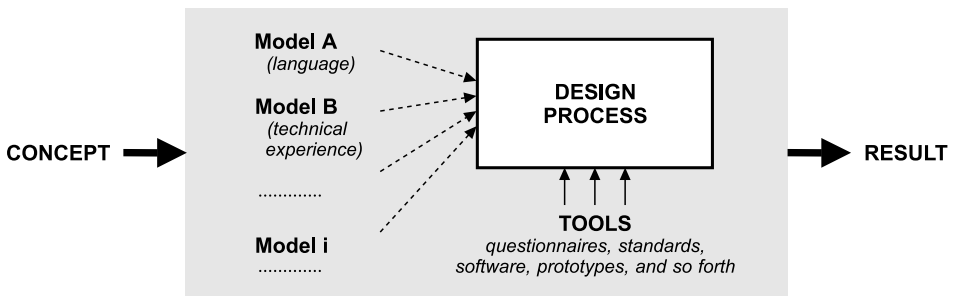 CONCEPT
Model A
(language)
Model B
(technical
experience)
.............
Model i
.............
DESIGN
PROCESS
TOOLS
questionnaires, standards,
software, prototypes, and so forth
RESULT